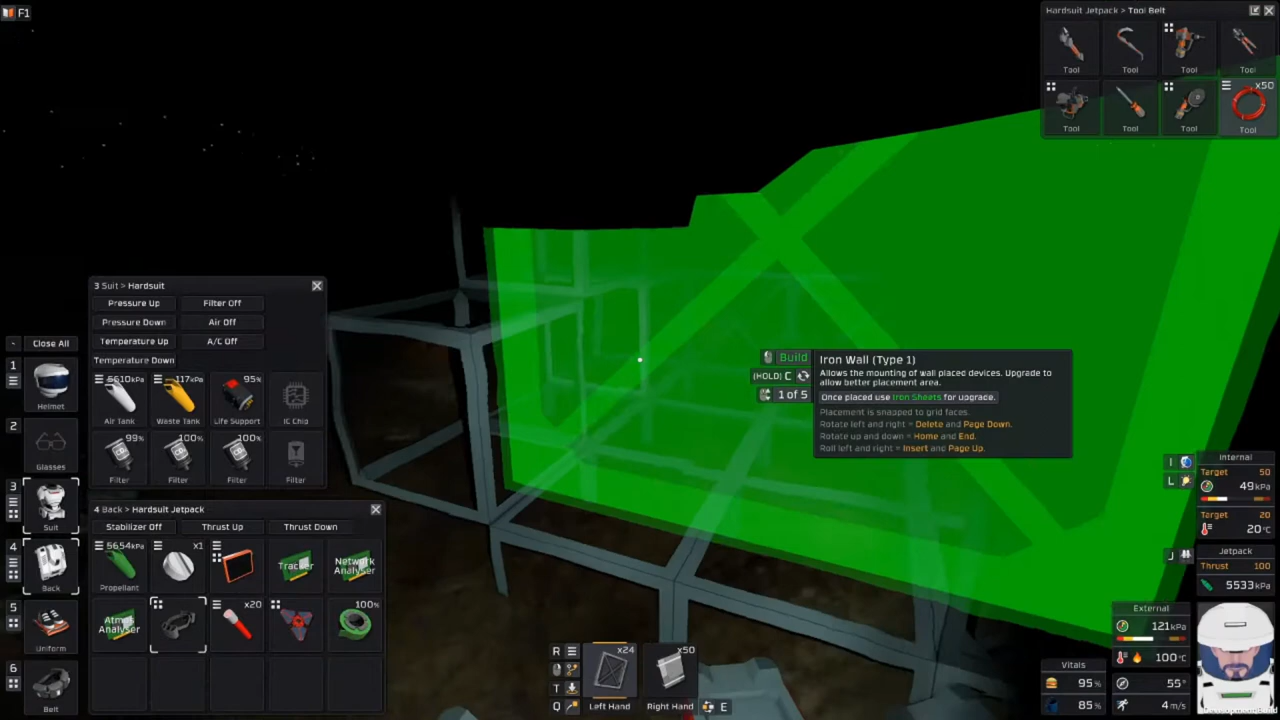 F1
Hardsuit Jetpack > Tool Belt
Tool
Tool
Tool
Tool
x50
Tool
Tool
Tool
Tool
3 Suit > Hardsuit
Pressure Up
Filter Off
Pressure Down
Air Off
Temperature Up
A/C Off
Temperature Down
5610kPa
Air Tank
117kPa
Waste Tank
95%
Life Support
IC Chip
99%
Filter
100%
Filter
100%
Filter
Filter
Close All
1
Helmet
2
Glasses
3
Suit
4
Back
5
Uniform
6
Belt
4 Back > Hardsuit Jetpack
Stabilizer Off
Thrust Up
Thrust Down
5654kPa
Propellant
x1
Tracker
Network
Analyser
Atmos
Analyser
x20
100%
Build
(HOLD) C
1 of 5
Iron Wall (Type 1)
Allows the mounting of wall placed devices. Upgrade to
allow better placement area.
Once placed use Iron Sheets for upgrade.
Placement is snapped to grid faces.
Rotate left and right = Delete and Page Down.
Rotate up and down = Home and End.
Roll left and right = Insert and Page Up.
R
T
Q
x24
Left Hand
x50
Right Hand
E
I
L
J
Internal
Target 50
49kPa
Target 20
20°C
Jetpack
Thrust 100
5533kPa
External
121kPa
100°C
55°
4m/s
Vitals
95%
85%